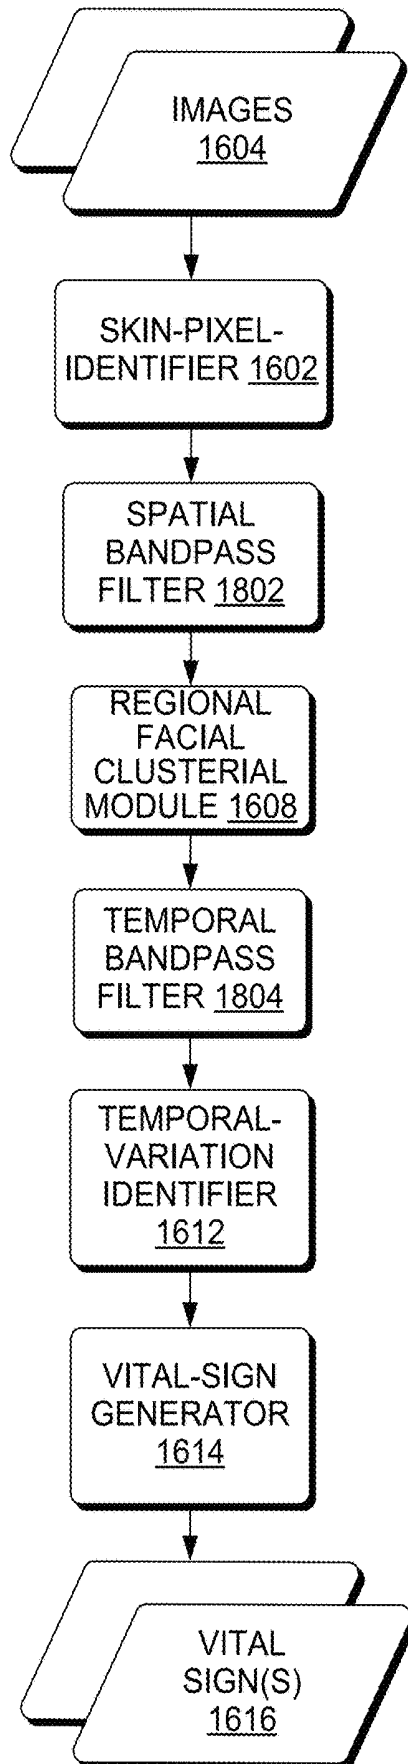 IMAGES
1604
SKIN-PIXEL-
IDENTIFIER 1602
SPATIAL
BANDPASS
FILTER 1802
REGIONAL
FACIAL
CLUSTERIAL
MODULE 1608
TEMPORAL
BANDPASS
FILTER 1804
TEMPORAL-
VARIATION
IDENTIFIER
1612
VITAL-SIGN
GENERATOR
1614
VITAL
SIGN(S)
1616